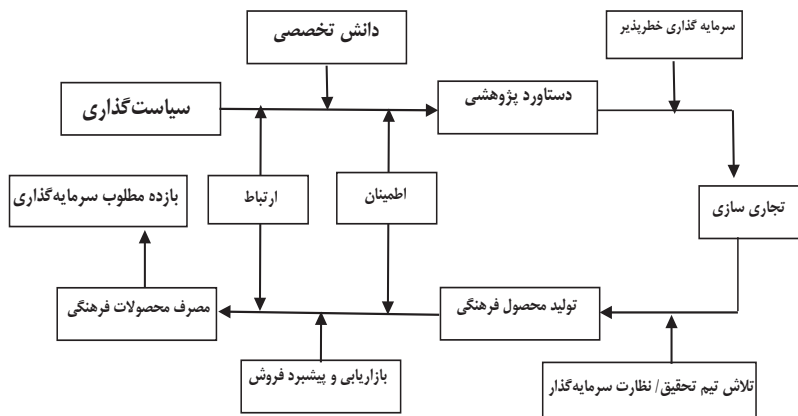 دانش تخصصی
سرمایه گذاری خطرپذیر
سیاست‌گذاری
دستاورد پژوهشی
بازده مطلوب سرمایه‌گذاری
ارتباط
اطمینان
تجاری سازی
مصرف محصولات فرهنگی
تولید محصول فرهنگی
بازاریابی و پیشبرد فروش
تلاش تیم تحقیق/ نظارت سرمایه‌گذار